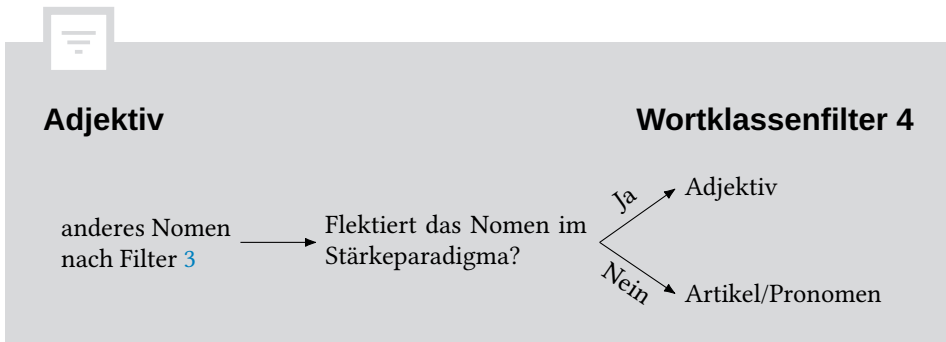 Adjektiv
Wortklassenfilter 4
anderes Nomen
nach Filter 3
Flektiert das Nomen im
Stärkeparadigma?
Ja
Adjektiv
Nein
Artikel/Pronomen